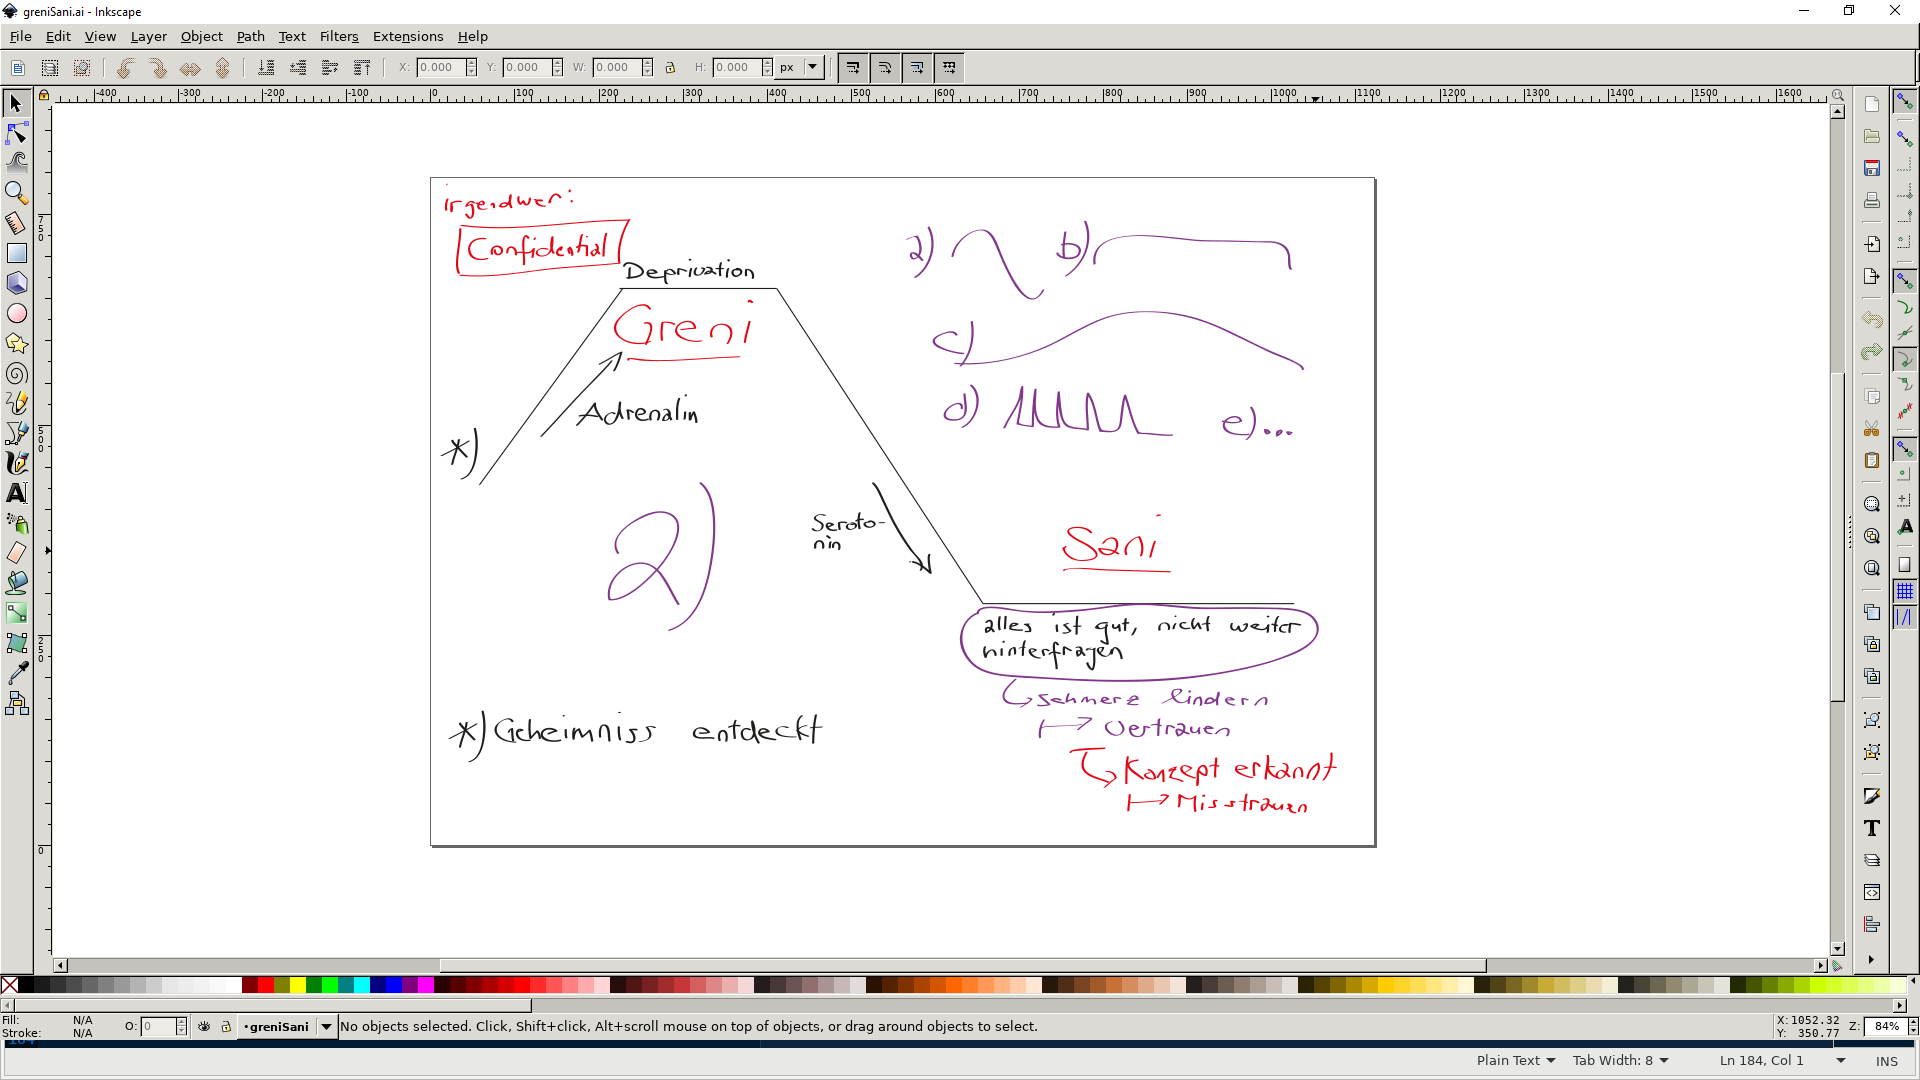 greniSani.ai - Inkscape
File Edit View Layer Object Path Text Filters Extensions Help
X: 0.000 Y: 0.000 W: 0.000 H: 0.000 px
-400 -300 -200 -100 0 100 200 300 400 500 600 700 800 900 1000 1100 1200 1300 1400 1500 1600
750
500
250
0
irgendwer:
Confidential
Deprivation
Greni
Adrenalin
*)
2)
a) b)
c)
d) e)...
Seroto-
nin
Sani
alles ist gut, nicht weiter
hinterfragen
Schmerz lindern
Vertrauen
Konzept erkannt
Misstrauen
*) Geheimniss entdeckt
Fill: N/A
Stroke: N/A
O: 0
•greniSani
No objects selected. Click, Shift+click, Alt+scroll mouse on top of objects, or drag around objects to select.
X: 1052.32
Y: 350.77
Z: 84%
Plain Text Tab Width: 8 Ln 184, Col 1 INS